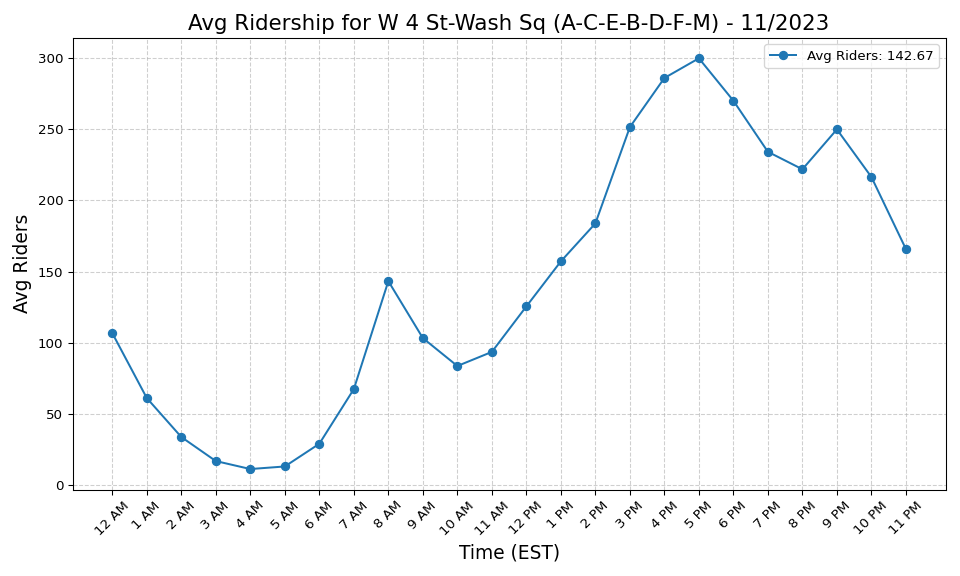 Avg Ridership for W 4 St-Wash Sq (A-C-E-B-D-F-M) - 11/2023
Avg Riders: 142.67
Avg Riders
300
250
200
150
100
50
0
12 AM
1 AM
2 AM
3 AM
4 AM
5 AM
6 AM
7 AM
8 AM
9 AM
10 AM
11 AM
12 PM
1 PM
2 PM
3 PM
4 PM
5 PM
6 PM
7 PM
8 PM
9 PM
10 PM
11 PM
Time (EST)